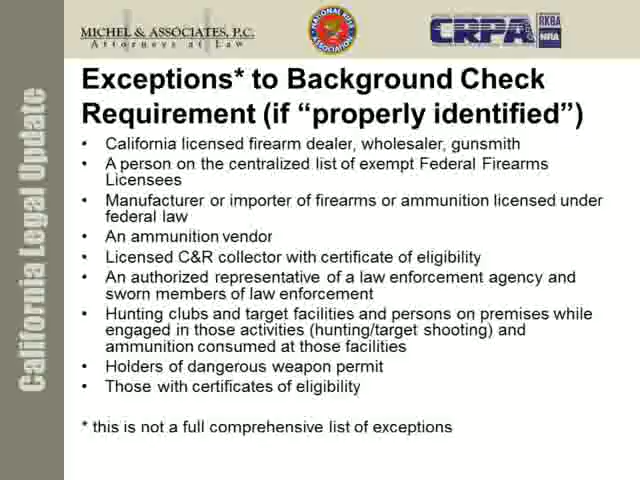 MICHEL & ASSOCIATES, P.C.
Attorneys at Law
NATIONAL RIFLE
ASSOCIATION
CRPA
RKBA
NRA
California Legal Update
Exceptions* to Background Check
Requirement (if “properly identified”)
• California licensed firearm dealer, wholesaler, gunsmith
• A person on the centralized list of exempt Federal Firearms
Licensees
• Manufacturer or importer of firearms or ammunition licensed under
federal law
• An ammunition vendor
• Licensed C&R collector with certificate of eligibility
• An authorized representative of a law enforcement agency and
sworn members of law enforcement
• Hunting clubs and target facilities and persons on premises while
engaged in those activities (hunting/target shooting) and
ammunition consumed at those facilities
• Holders of dangerous weapon permit
• Those with certificates of eligibility
* this is not a full comprehensive list of exceptions